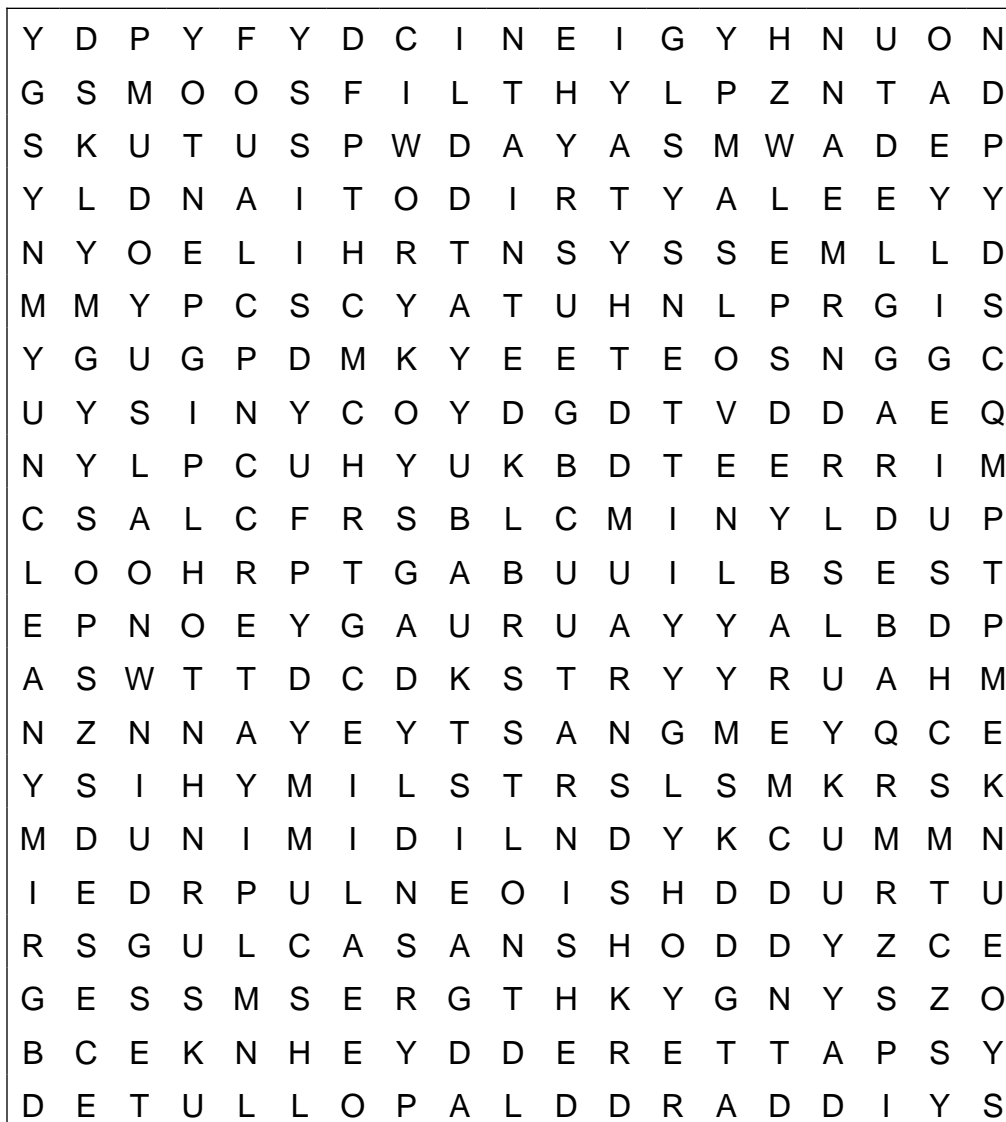 Y D P Y F Y D C I N E I G Y H N U O N
G S M O O S F I L T H Y L P Z N T A D
S K U T U S P W D A Y A S M W A D E P
Y L D N A I T O D I R T Y A L E E Y Y
N Y O E L I H R T N S Y S S E M L L D
M M Y P C S C Y A T U H N L P R G I S
Y G U G P D M K Y E E T E O S N G G C
U Y S I N Y C O Y D G D T V D D A E Q
N Y L P C U H Y U K B D T E E R R I M
C S A L C F R S B L C M I N Y L D U P
L O O H R P T G A B U U I L B S E S T
E P N O E Y G A U R U A Y Y A L B D P
A S W T T D C D K S T R Y Y R U A H M
N Z N N A Y E Y T S A N G M E Y Q C E
Y S I H Y M I L S T R S L S M K R S K
M D U N I M I D I L N D Y K C U M M N
I E D R P U L N E O I S H D D U R T U
R S G U L C A S A N S H O D D Y Z C E
G E S S M S E R G T H K Y G N Y S Z O
B C E K N H E Y D D E R E T T A P S Y
D E T U L L O P A L D D R A D D I Y S